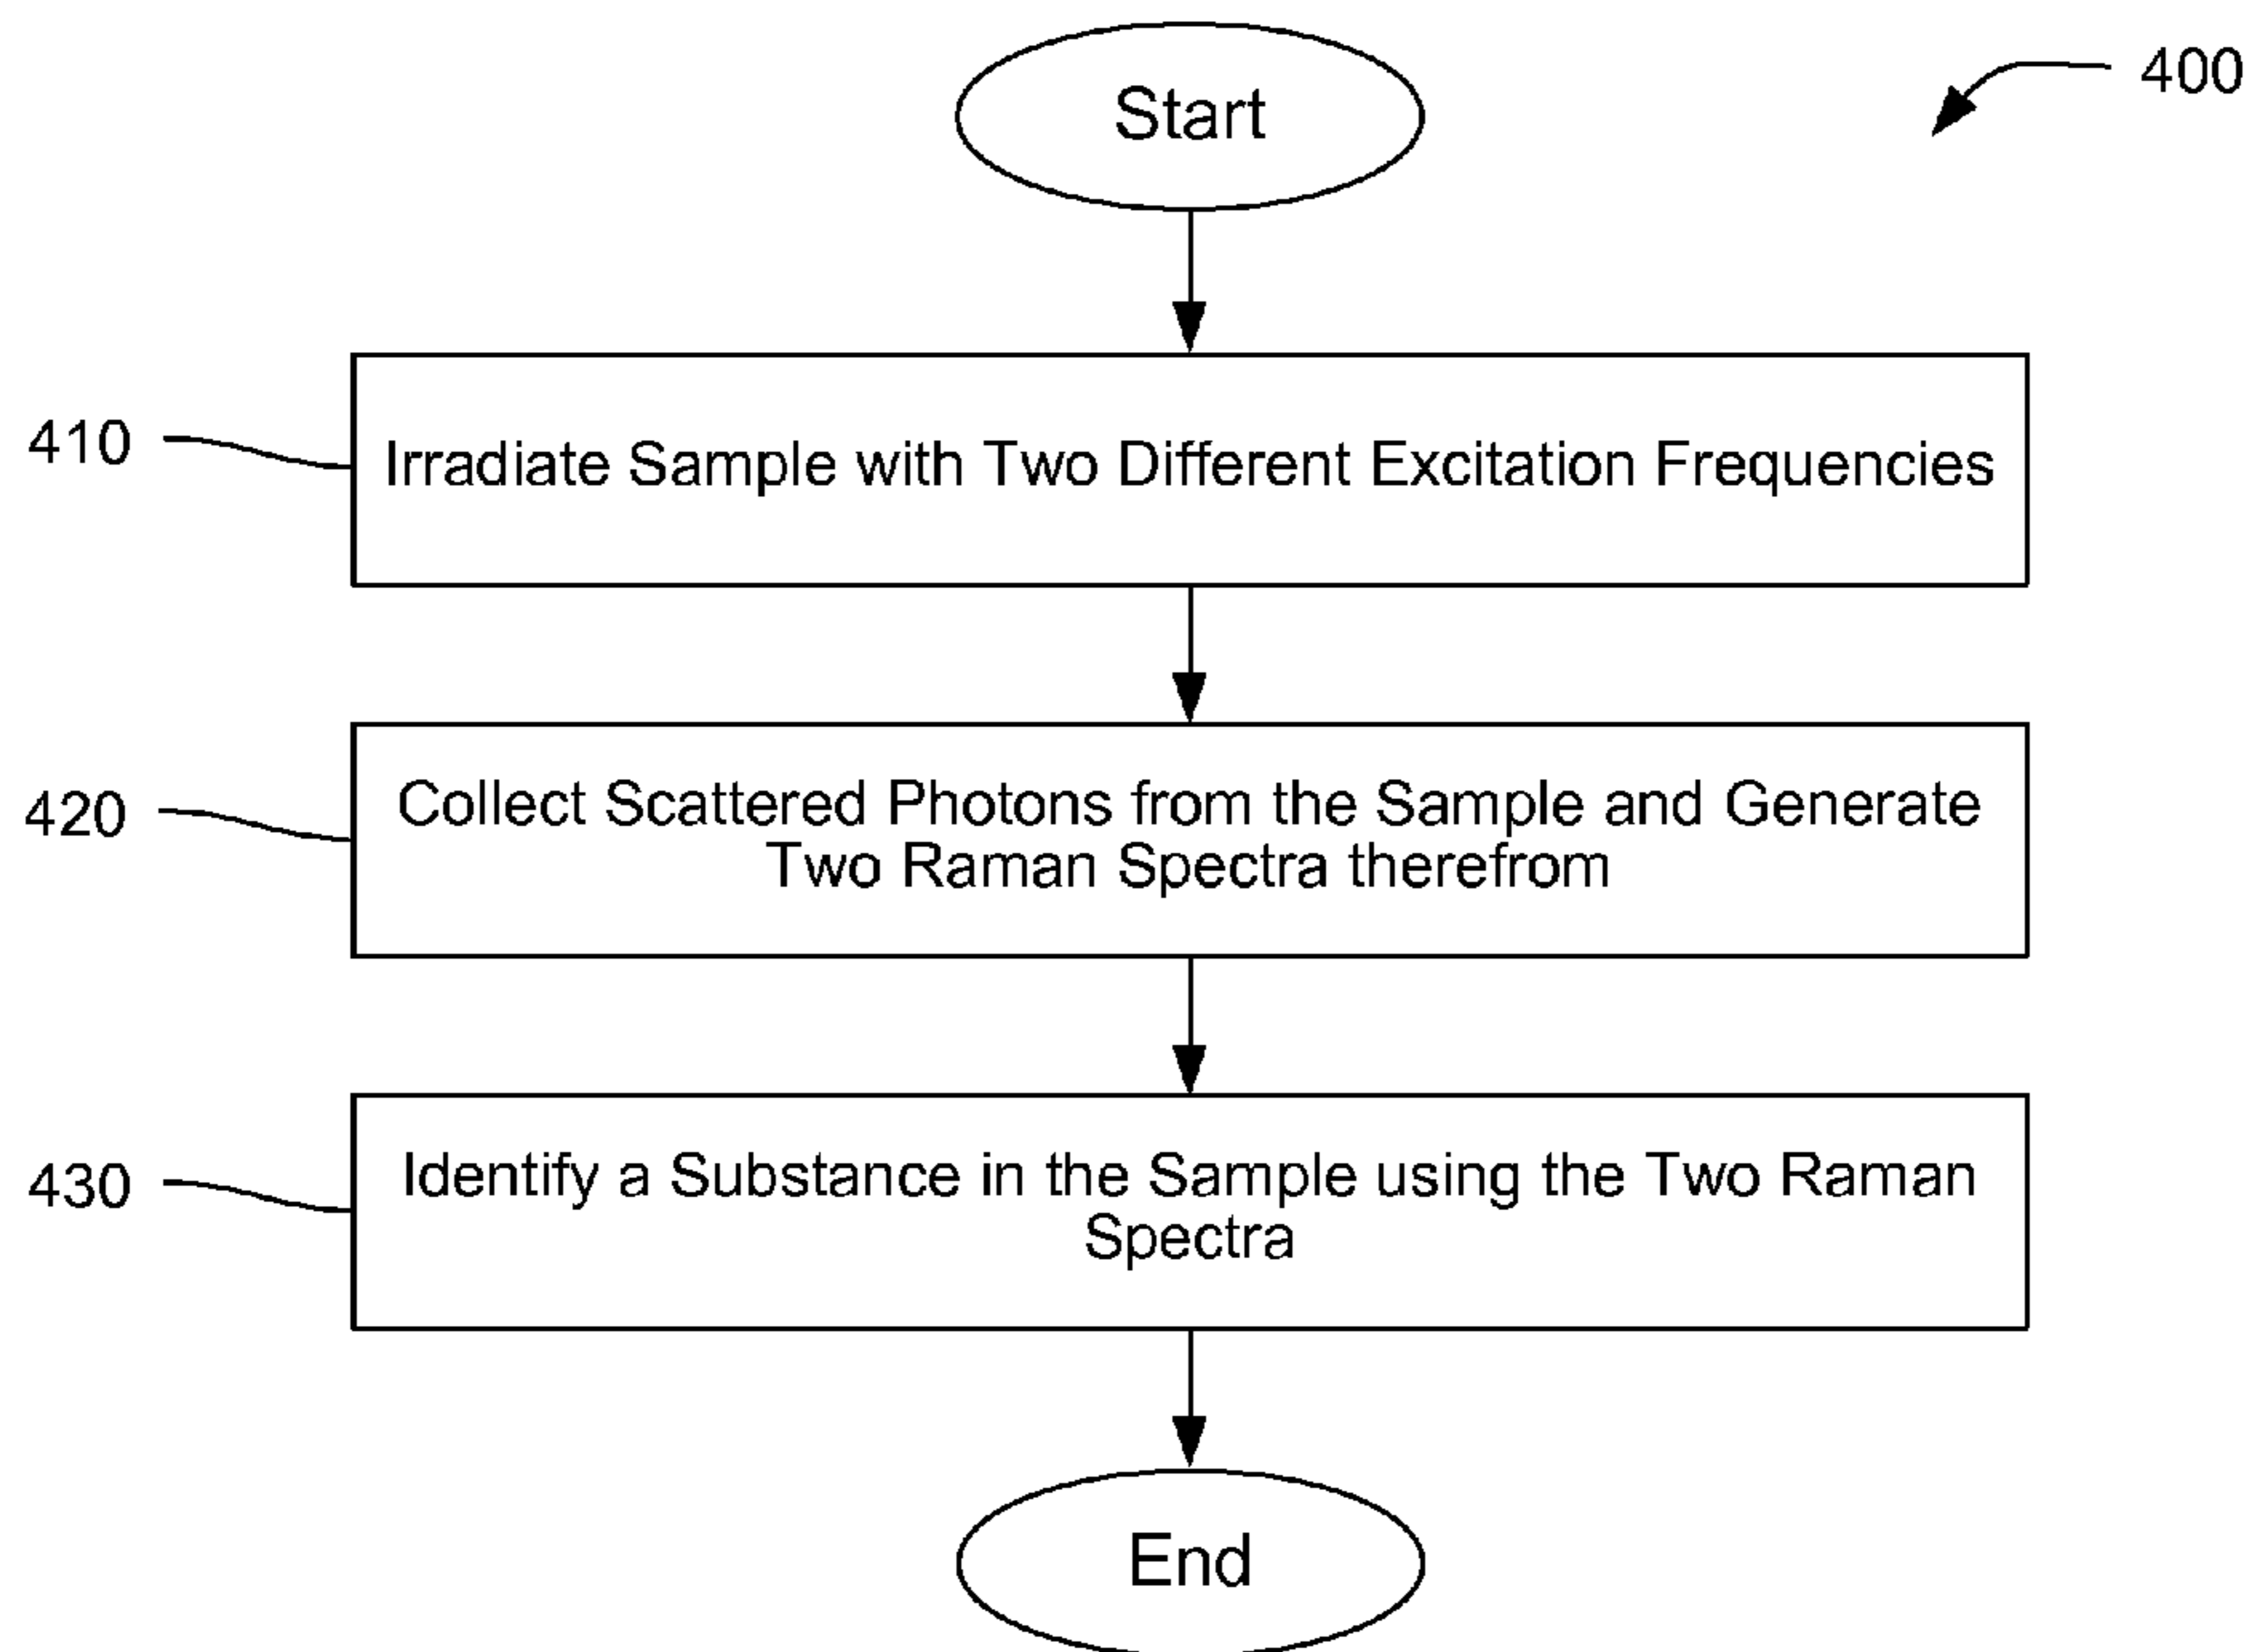 Start
400
410
Irradiate Sample with Two Different Excitation Frequencies
420
Collect Scattered Photons from the Sample and Generate
Two Raman Spectra therefrom
430
Identify a Substance in the Sample using the Two Raman
Spectra
End